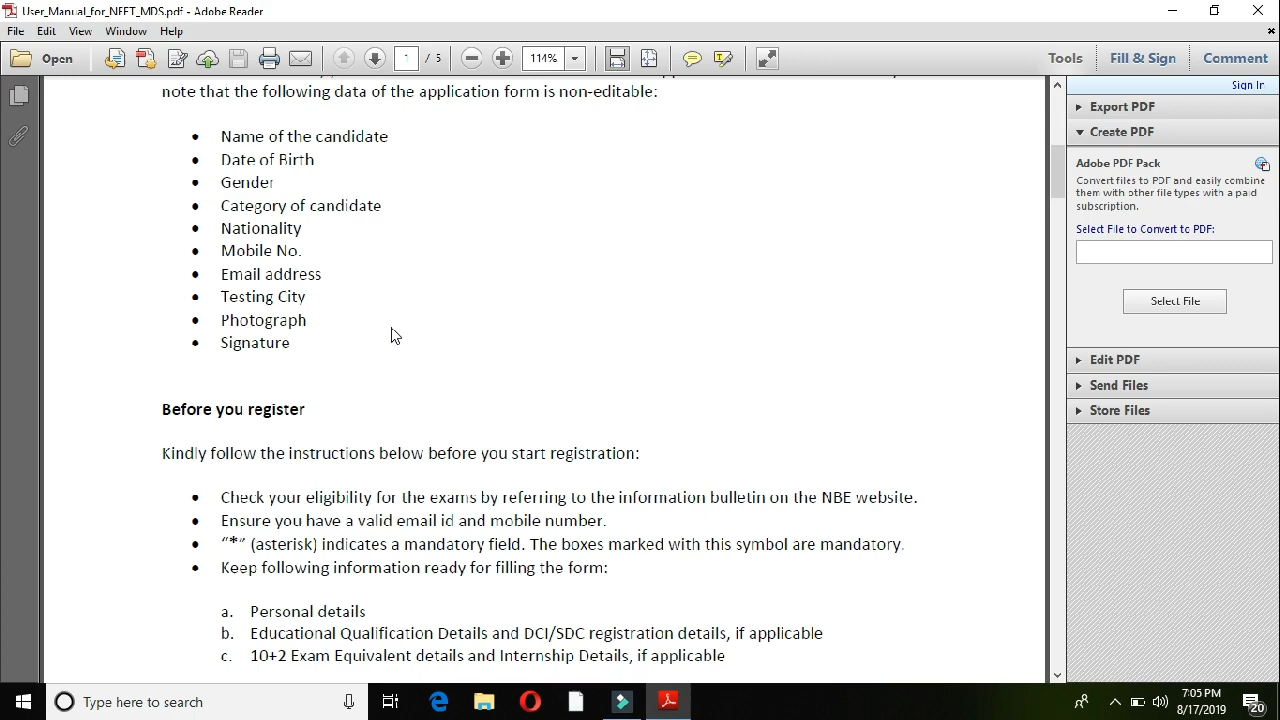 User_Manual_for_NEET_MDS.pdf - Adobe Reader
File Edit View Window Help
Open 1 / 5 114% Tools Fill & Sign Comment
Sign In
note that the following data of the application form is non-editable:
• Name of the candidate
• Date of Birth
• Gender
• Category of candidate
• Nationality
• Mobile No.
• Email address
• Testing City
• Photograph
• Signature
Before you register
Kindly follow the instructions below before you start registration:
• Check your eligibility for the exams by referring to the information bulletin on the NBE website.
• Ensure you have a valid email id and mobile number.
• "*" (asterisk) indicates a mandatory field. The boxes marked with this symbol are mandatory.
• Keep following information ready for filling the form:
a. Personal details
b. Educational Qualification Details and DCI/SDC registration details, if applicable
c. 10+2 Exam Equivalent details and Internship Details, if applicable
Export PDF
Create PDF
Adobe PDF Pack
Convert files to PDF and easily combine
them with other file types with a paid
subscription.
Select File to Convert to PDF:
Select File
Edit PDF
Send Files
Store Files
Type here to search
7:05 PM
8/17/2019
20